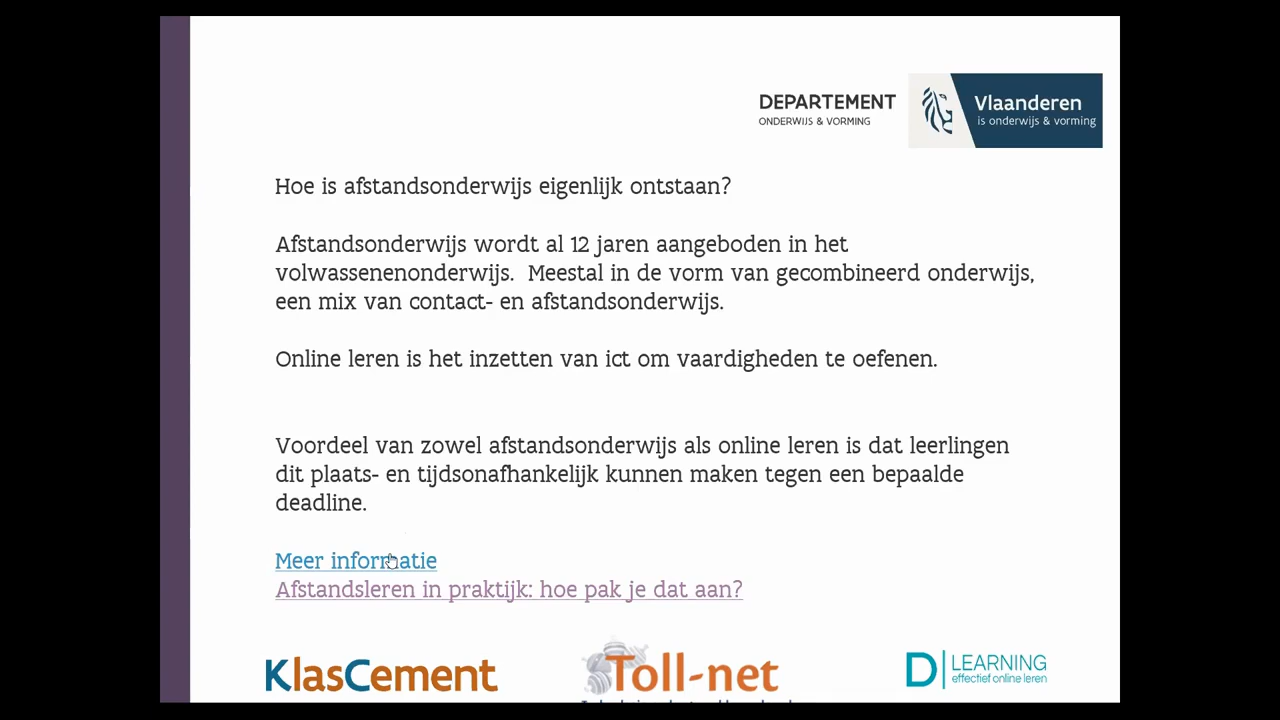 DEPARTEMENT
ONDERWIJS & VORMING
Vlaanderen
is onderwijs & vorming
Hoe is afstandsonderwijs eigenlijk ontstaan?
Afstandsonderwijs wordt al 12 jaren aangeboden in het
volwassenenonderwijs. Meestal in de vorm van gecombineerd onderwijs,
een mix van contact- en afstandsonderwijs.
Online leren is het inzetten van ict om vaardigheden te oefenen.
Voordeel van zowel afstandsonderwijs als online leren is dat leerlingen
dit plaats- en tijdsonafhankelijk kunnen maken tegen een bepaalde
deadline.
Meer informatie
Afstandsleren in praktijk: hoe pak je dat aan?
KlasCement
Toll-net
D LEARNING
effectief online leren